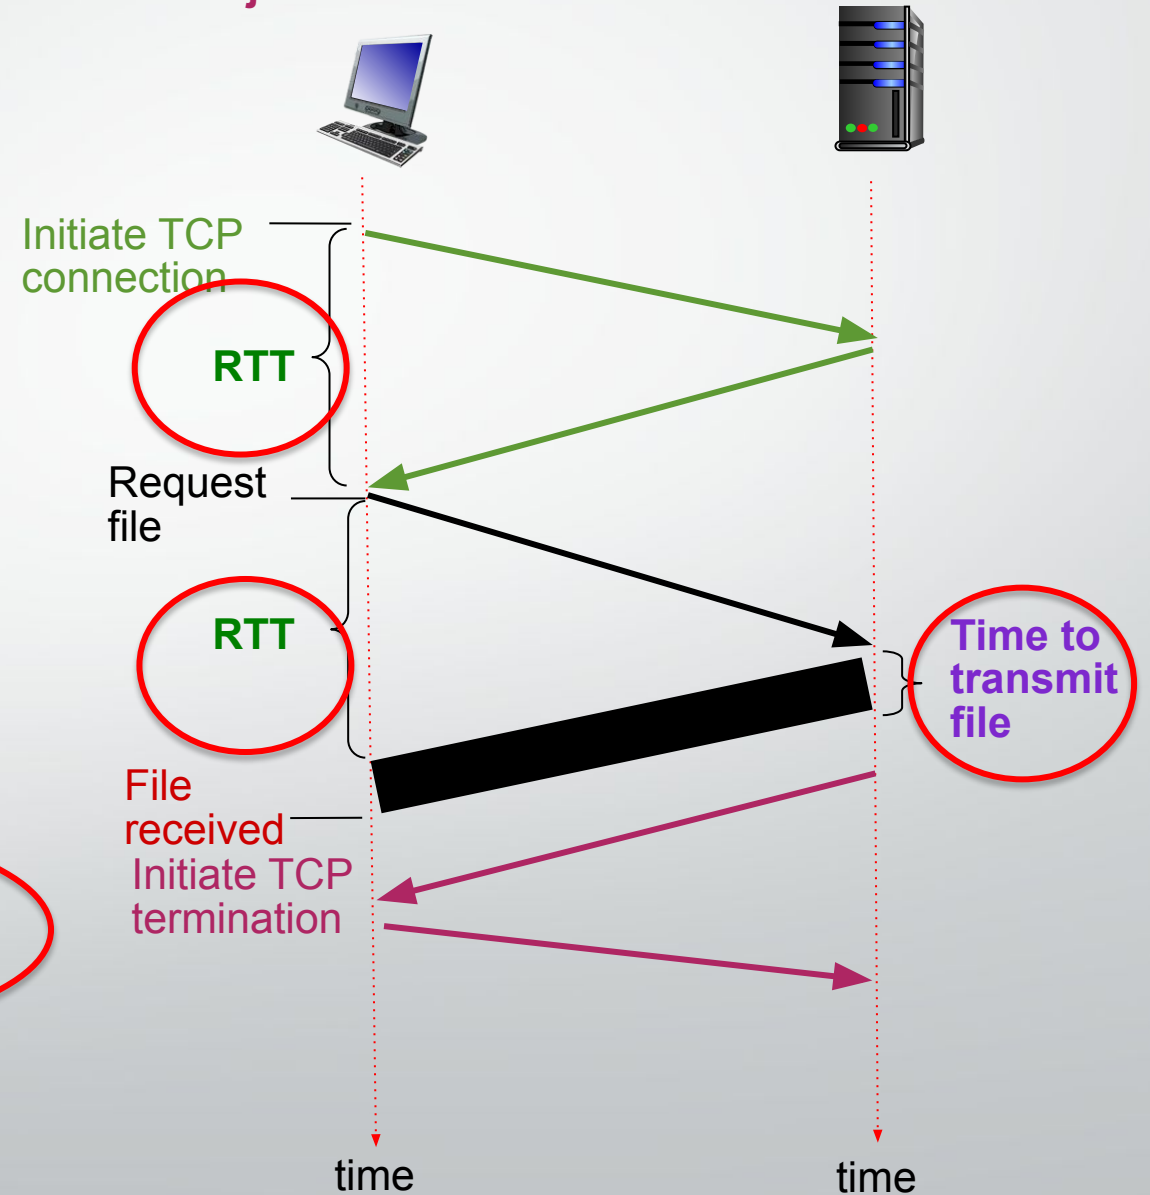 Initiate TCP
connection
RTT
Request
file
RTT
Time to
transmit
file
File
received
Initiate TCP
termination
time
time